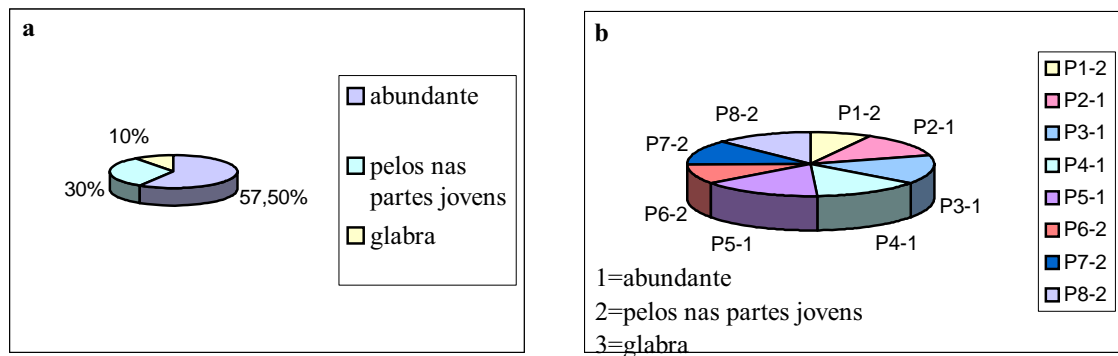 a
10%
30%
57,50%
abundante
pelos nas
partes jovens
glabra
b
P8-2
P1-2
P7-2
P2-1
P6-2
P3-1
P5-1
P4-1
1=abundante
2=pelos nas partes jovens
3=glabra
P1-2
P2-1
P3-1
P4-1
P5-1
P6-2
P7-2
P8-2